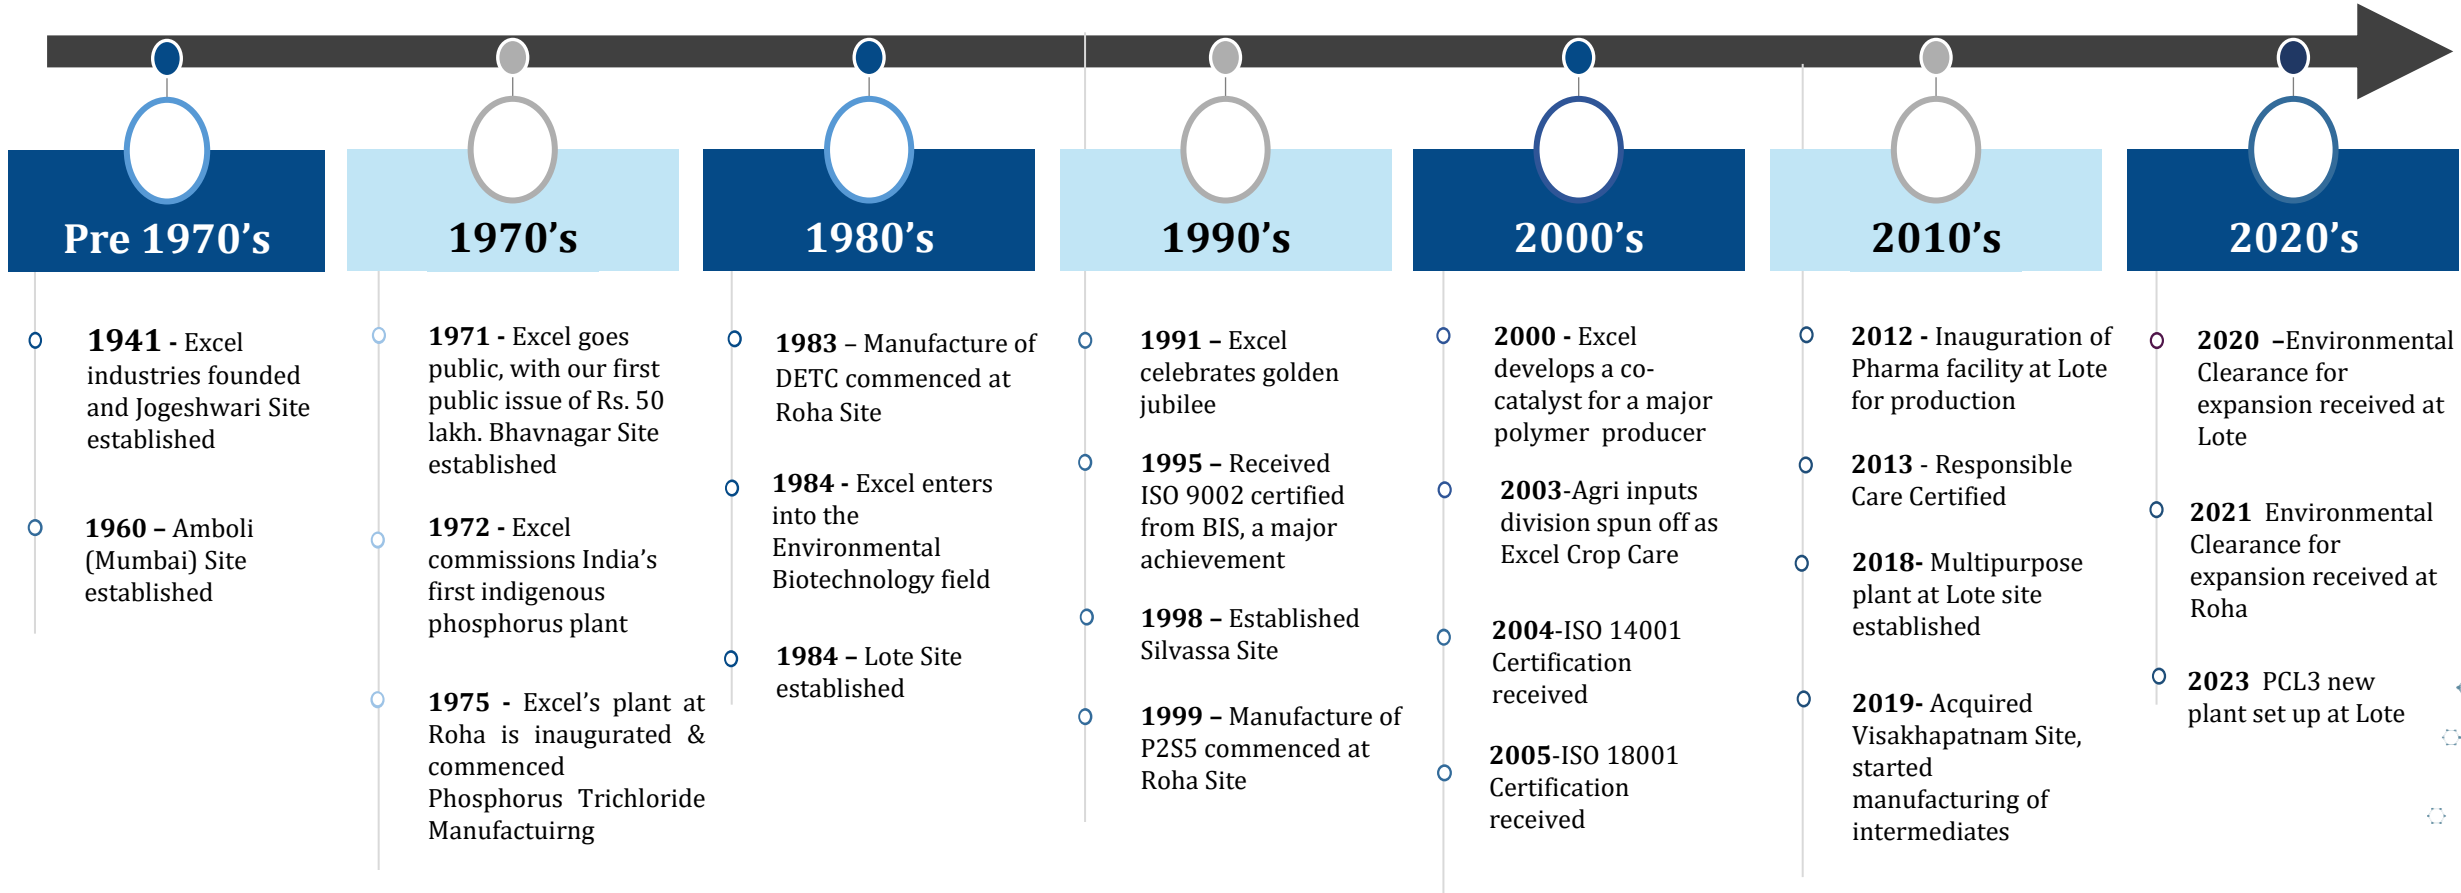 Pre 1970’s
1941 - Excel
industries founded
and Jogeshwari Site
established
1960 – Amboli
(Mumbai) Site
established
1970’s
1971 - Excel goes
public, with our first
public issue of Rs. 50
lakh. Bhavnagar Site
established
1972 - Excel
commissions India’s
first indigenous
phosphorus plant
1975 - Excel’s plant at
Roha is inaugurated &
commenced
Phosphorus Trichloride
Manufactuirng
1980’s
1983 – Manufacture of
DETC commenced at
Roha Site
1984 - Excel enters
into the
Environmental
Biotechnology field
1984 – Lote Site
established
1990’s
1991 – Excel
celebrates golden
jubilee
1995 – Received
ISO 9002 certified
from BIS, a major
achievement
1998 – Established
Silvassa Site
1999 – Manufacture of
P2S5 commenced at
Roha Site
2000’s
2000 - Excel
develops a co-
catalyst for a major
polymer producer
2003-Agri inputs
division spun off as
Excel Crop Care
2004-ISO 14001
Certification
received
2005-ISO 18001
Certification
received
2010’s
2012 - Inauguration of
Pharma facility at Lote
for production
2013 - Responsible
Care Certified
2018- Multipurpose
plant at Lote site
established
2019- Acquired
Visakhapatnam Site,
started
manufacturing of
intermediates
2020’s
2020 –Environmental
Clearance for
expansion received at
Lote
2021 Environmental
Clearance for
expansion received at
Roha
2023 PCL3 new
plant set up at Lote